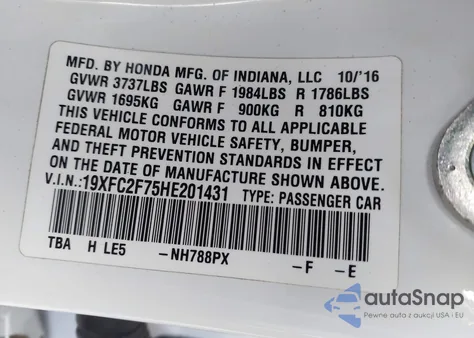 MFD. BY HONDA MFG. OF INDIANA, LLC 10/'16
GVWR 3737LBS GAWR F 1984LBS R 1786LBS
GVWR 1695KG GAWR F 900KG R 810KG
THIS VEHICLE CONFORMS TO ALL APPLICABLE
FEDERAL MOTOR VEHICLE SAFETY, BUMPER,
AND THEFT PREVENTION STANDARDS IN EFFECT
ON THE DATE OF MANUFACTURE SHOWN ABOVE.
V.I.N.:19XFC2F75HE201431 TYPE: PASSENGER CAR
TBA H LE5 –NH788PX –F –E
autoSnap
Pewne z aukcji • USA • i EU